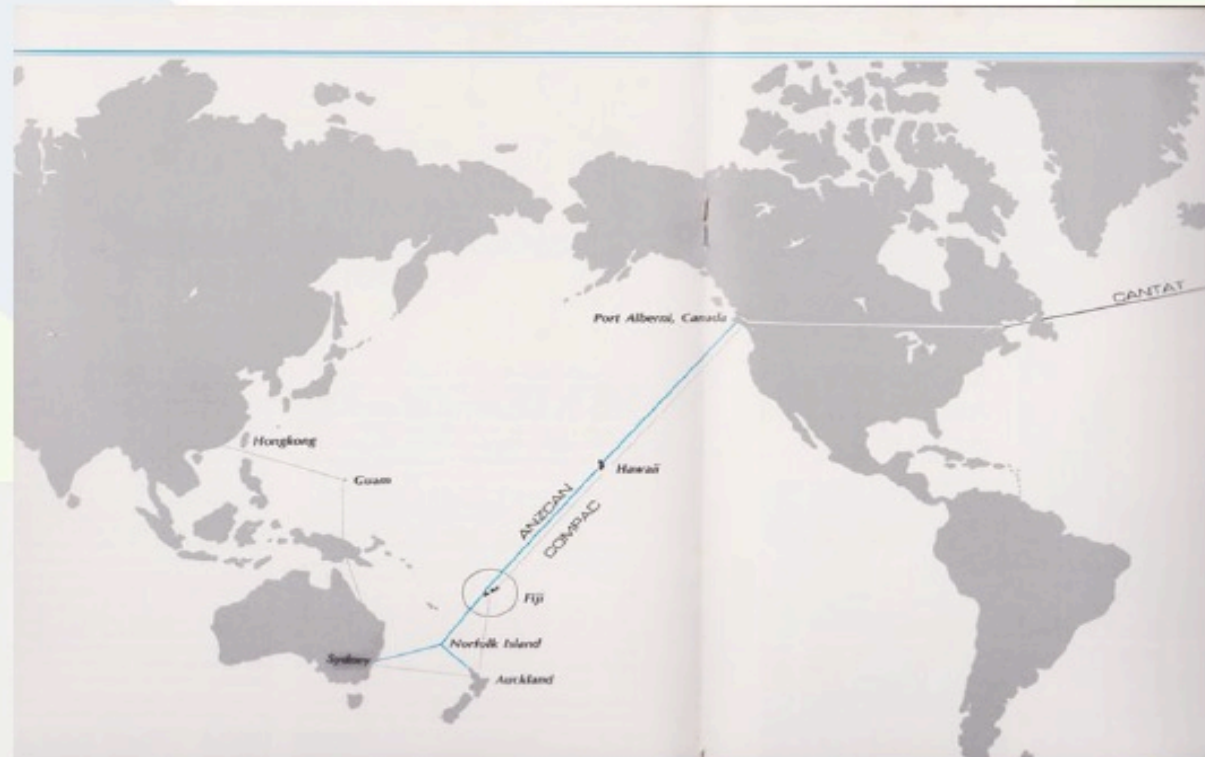 CANTAT
Port Alberni, Canada
Hongkong
Guam
Hawaii
ANZCAN
COMPAC
Fiji
Norfolk Island
Sydney
Auckland